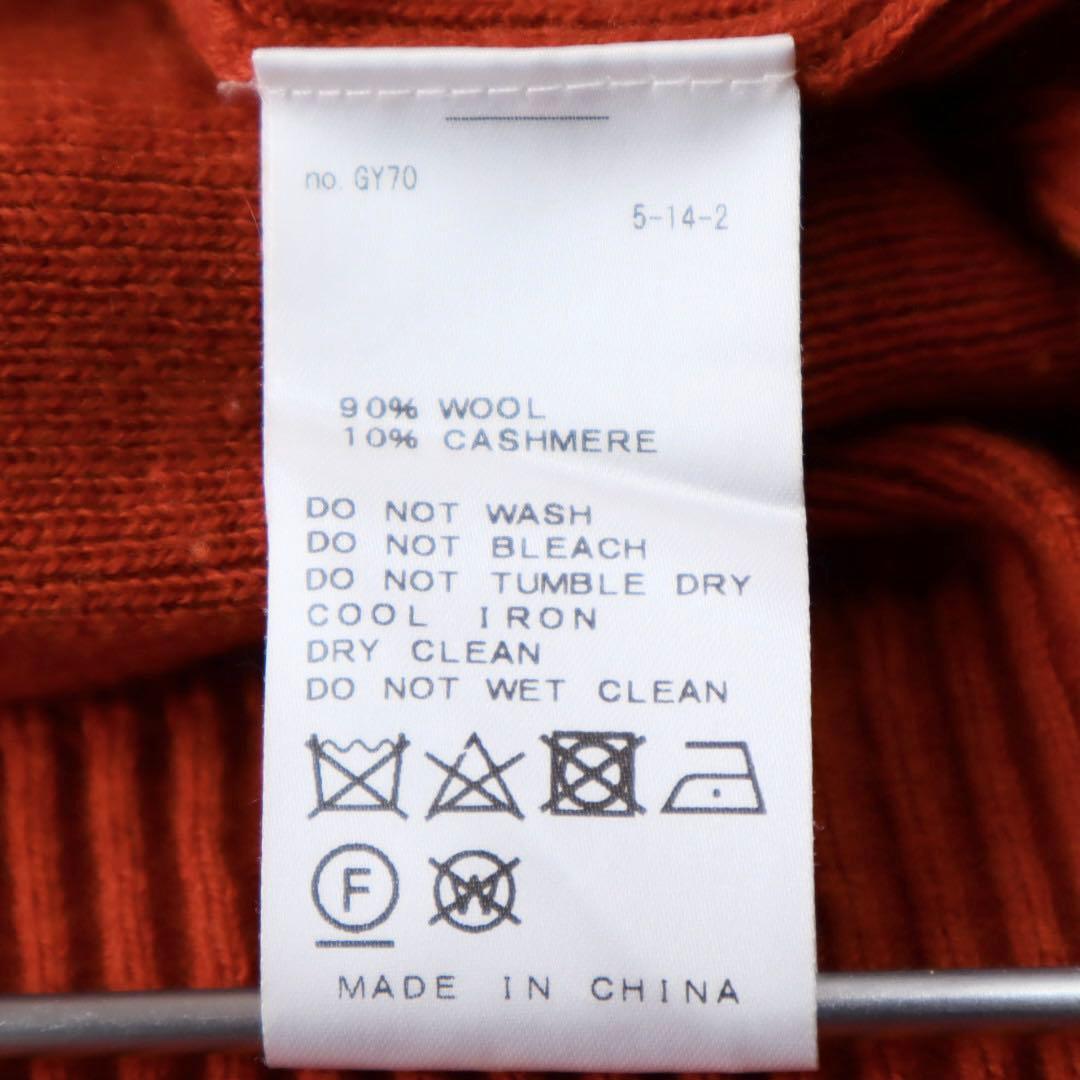 no. GY70
5-14-2
90% WOOL
10% CASHMERE
DO NOT WASH
DO NOT BLEACH
DO NOT TUMBLE DRY
COOL IRON
DRY CLEAN
DO NOT WET CLEAN
F W
MADE IN CHINA